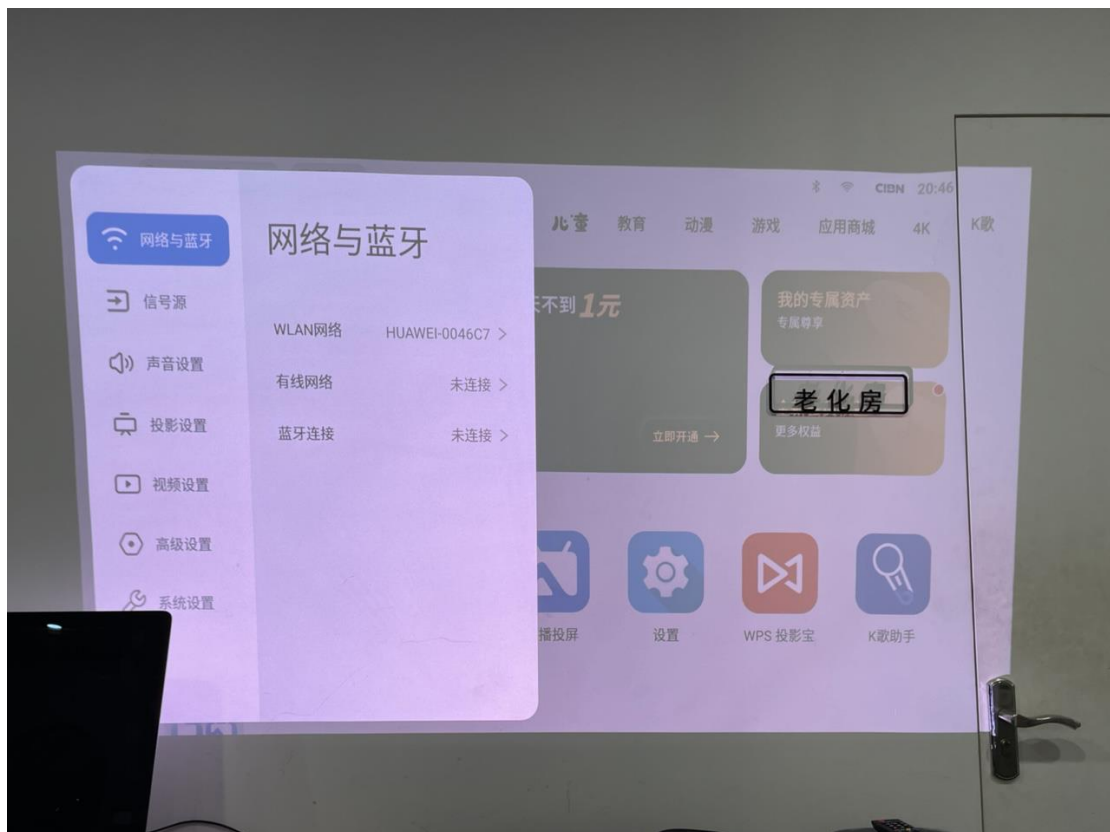 CIBN 20:46
儿童 教育 动漫 游戏 应用商城 4K K歌
网络与蓝牙
信号源
声音设置
投影设置
视频设置
高级设置
系统设置
网络与蓝牙
WLAN网络 HUAWEI-0046C7
有线网络 未连接
蓝牙连接 未连接
天不到1元
立即开通
我的专属资产
专属尊享
老化房
更多权益
播投屏
设置
WPS 投影宝
K歌助手